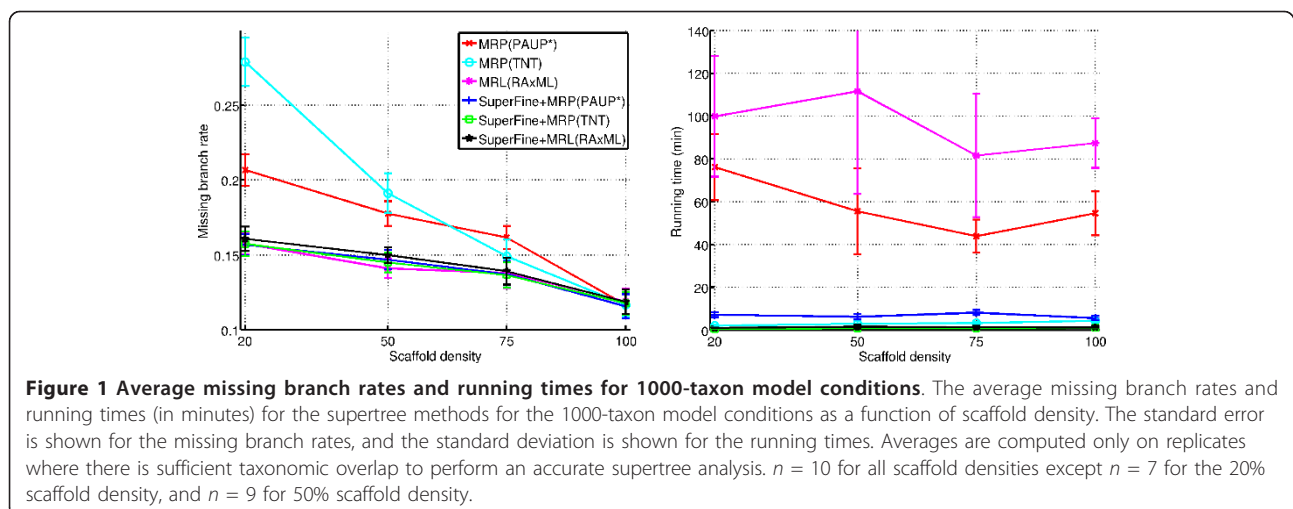 0.25
0.2
0.15
0.1
Missing branch rate
MRP(PAUP*)
MRP(TNT)
MRL(RAxML)
SuperFine+MRP(PAUP*)
SuperFine+MRP(TNT)
SuperFine+MRL(RAxML)
20 50 75 100
Scaffold density
140
120
100
80
60
40
20
0
Running time (min)
20 50 75 100
Scaffold density
Figure 1 Average missing branch rates and running times for 1000-taxon model conditions. The average missing branch rates and
running times (in minutes) for the supertree methods for the 1000-taxon model conditions as a function of scaffold density. The standard error
is shown for the missing branch rates, and the standard deviation is shown for the running times. Averages are computed only on replicates
where there is sufficient taxonomic overlap to perform an accurate supertree analysis. n = 10 for all scaffold densities except n = 7 for the 20%
scaffold density, and n = 9 for 50% scaffold density.